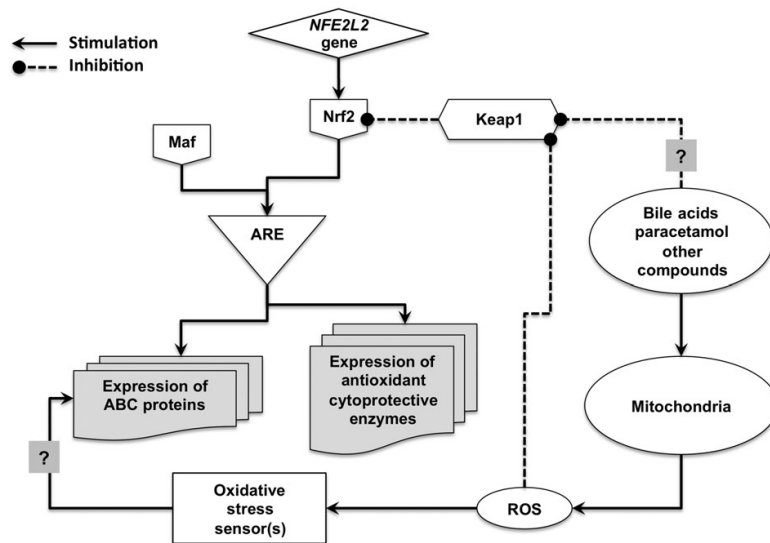 NFE2L2
gene
Stimulation
Inhibition
Nrf2
Keap1
Maf
?
ARE
Bile acids
paracetamol
other
compounds
Expression of
ABC proteins
Expression of
antioxidant
cytoprotective
enzymes
Mitochondria
?
Oxidative
stress
sensor(s)
ROS